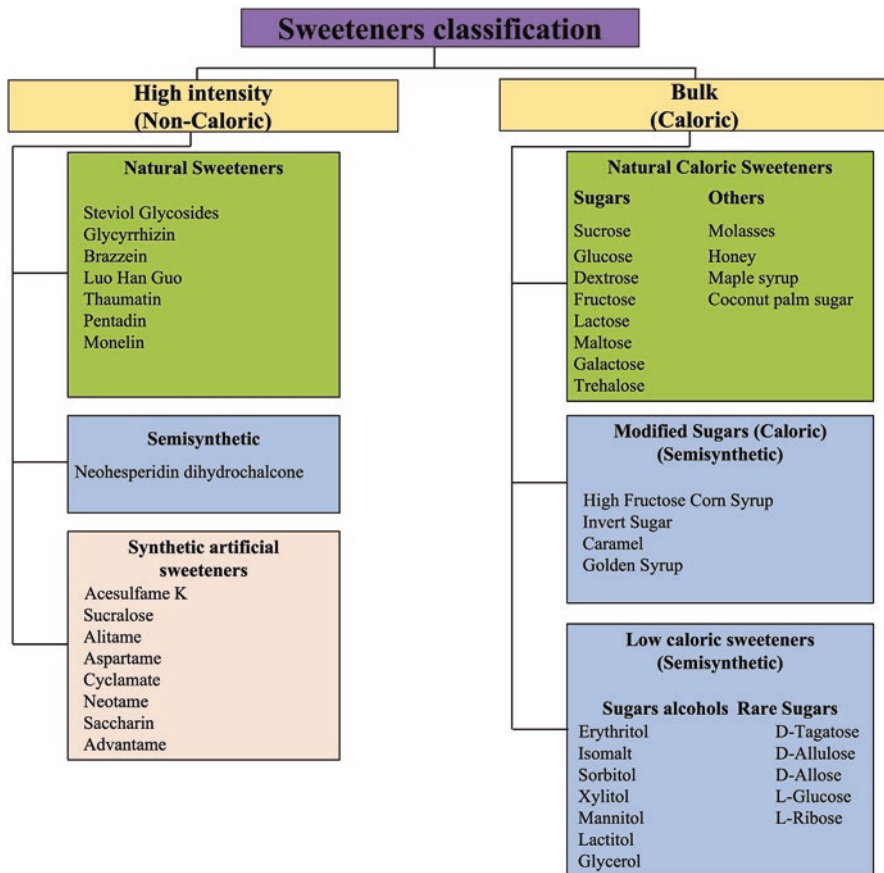 Sweeteners classification
High intensity
(Non-Caloric)
Natural Sweeteners
Steviol Glycosides
Glycyrrhizin
Brazzein
Luo Han Guo
Thaumatin
Pentadin
Monelin
Semisynthetic
Neohesperidin dihydrochalcone
Synthetic artificial
sweeteners
Acesulfame K
Sucralose
Alitame
Aspartame
Cyclamate
Neotame
Saccharin
Advantame
Bulk
(Caloric)
Natural Caloric Sweeteners
Sugars
Sucrose
Glucose
Dextrose
Fructose
Lactose
Maltose
Galactose
Trehalose
Others
Molasses
Honey
Maple syrup
Coconut palm sugar
Modified Sugars (Caloric)
(Semisynthetic)
High Fructose Corn Syrup
Invert Sugar
Caramel
Golden Syrup
Low caloric sweeteners
(Semisynthetic)
Sugars alcohols
Erythritol
Isomalt
Sorbitol
Xylitol
Mannitol
Lactitol
Glycerol
Rare Sugars
D-Tagatose
D-Allulose
D-Allose
L-Glucose
L-Ribose